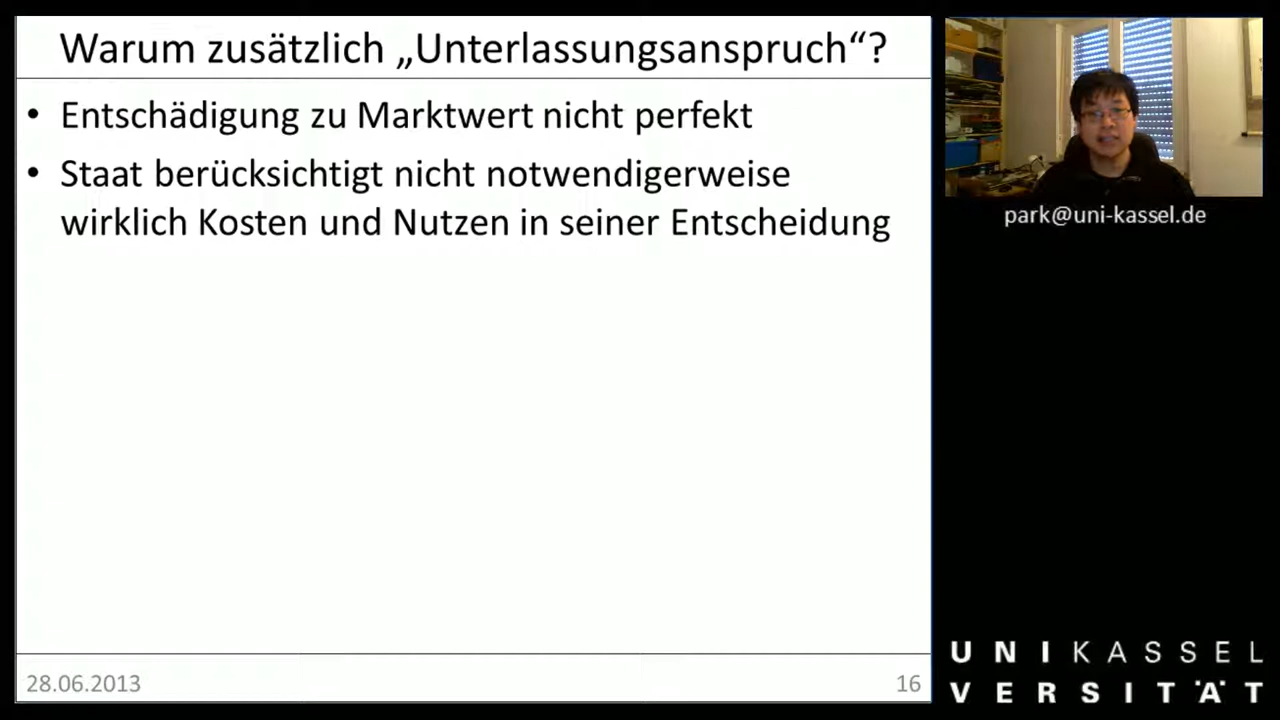 Warum zusätzlich „Unterlassungsanspruch“?
• Entschädigung zu Marktwert nicht perfekt
• Staat berücksichtigt nicht notwendigerweise
wirklich Kosten und Nutzen in seiner Entscheidung
28.06.2013
16
park@uni-kassel.de
UNIKASSEL
VERSITÄT